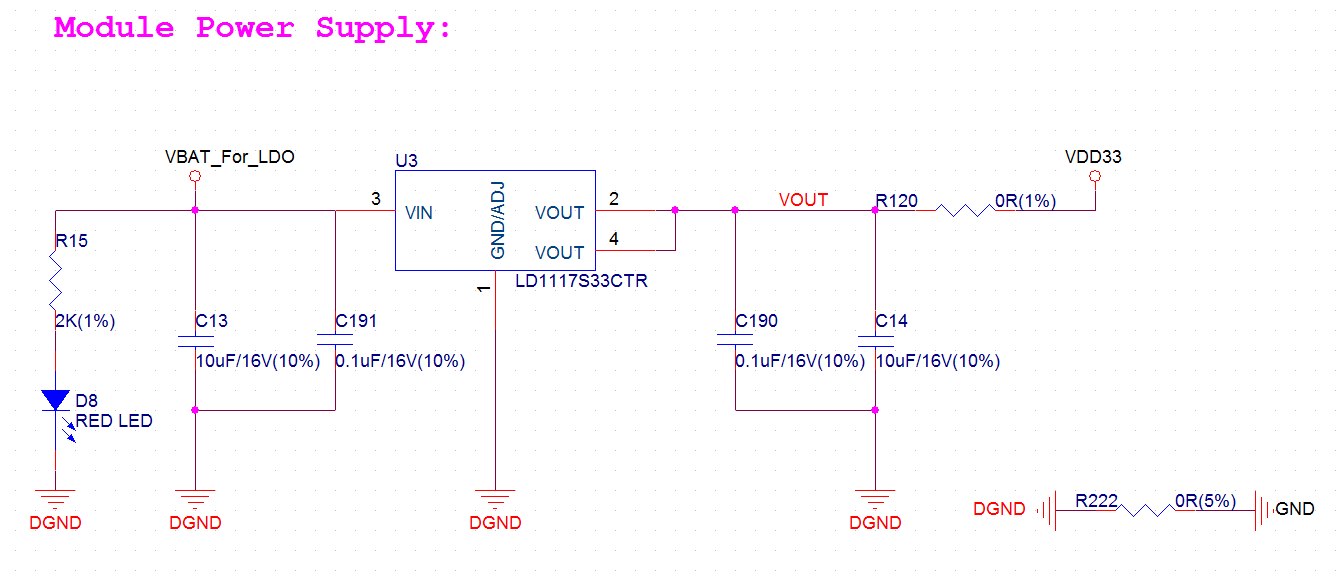 Module Power Supply:
VBAT_For_LDO
U3
VDD33
3
VIN
GND/ADJ
VOUT
2
VOUT
4
1
LD1117S33CTR
VOUT
R120
0R(1%)
R15
2K(1%)
C13
10uF/16V(10%)
C191
0.1uF/16V(10%)
C190
0.1uF/16V(10%)
C14
10uF/16V(10%)
D8
RED LED
DGND
DGND
DGND
DGND
DGND
R222
0R(5%)
GND